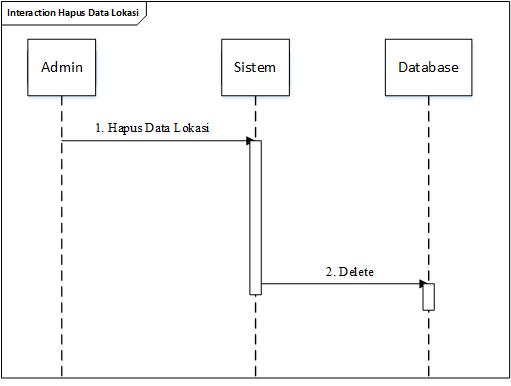 Interaction Hapus Data Lokasi
Admin
Sistem
Database
1. Hapus Data Lokasi
2. Delete